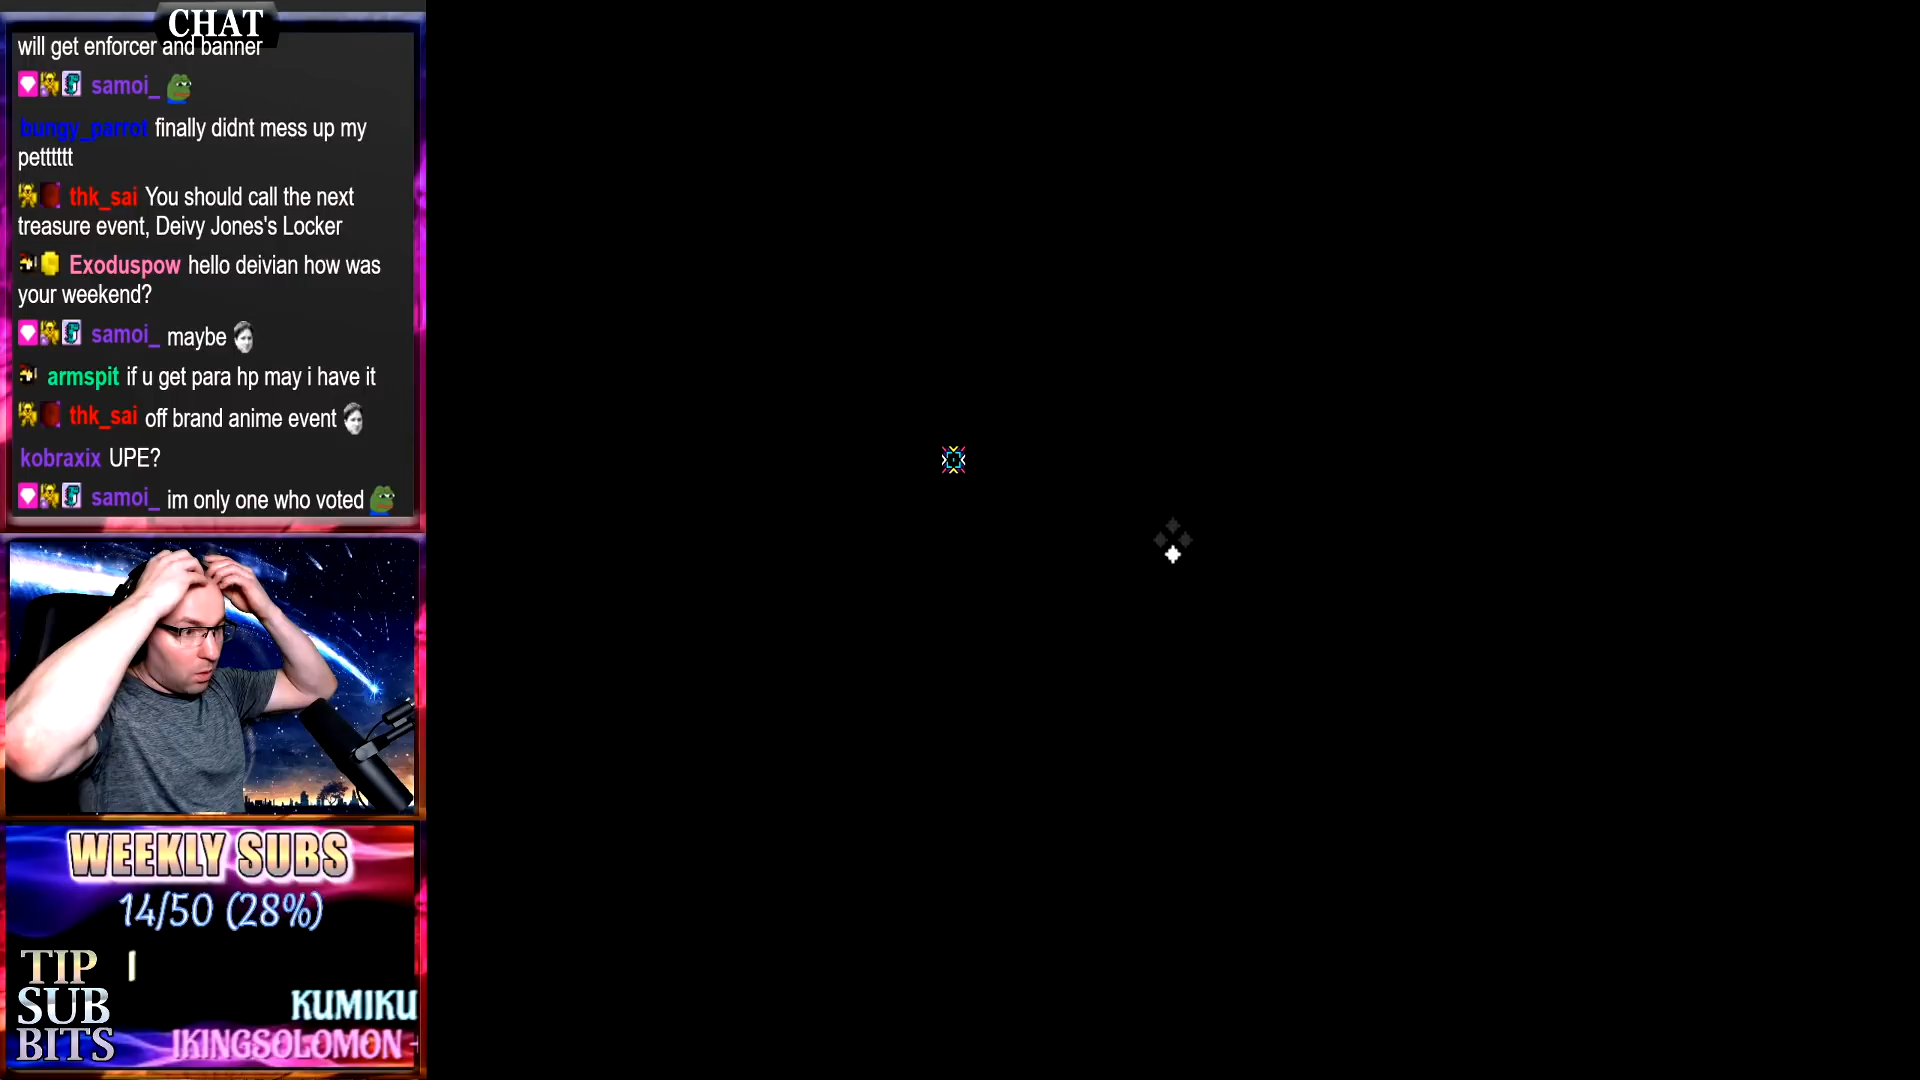 CHAT
will get enforcer and banner
samoi_
bungy_parrot finally didnt mess up my
petttttt
thk_sai You should call the next
treasure event, Deivy Jones's Locker
Exoduspow hello deivian how was
your weekend?
samoi_ maybe
armspit if u get para hp may i have it
thk_sai off brand anime event
kobraxix UPE?
samoi_ im only one who voted
WEEKLY SUBS
14/50 (28%)
TIP
SUB KUMIKU
BITS IKINGSOLOMON -